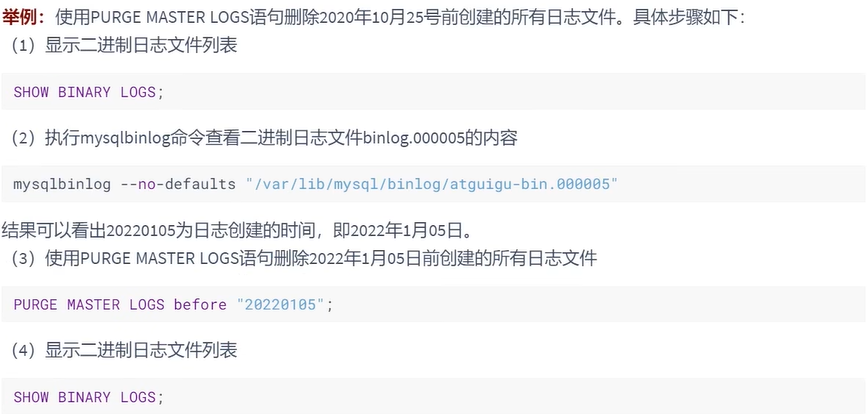 举例：使用PURGE MASTER LOGS语句删除2020年10月25号前创建的所有日志文件。具体步骤如下：
（1）显示二进制日志文件列表
SHOW BINARY LOGS;
（2）执行mysqlbinlog命令查看二进制日志文件binlog.000005的内容
mysqlbinlog --no-defaults "/var/lib/mysql/binlog/atguigu-bin.000005"
结果可以看出20220105为日志创建的时间，即2022年1月05日。
（3）使用PURGE MASTER LOGS语句删除2022年1月05日前创建的所有日志文件
PURGE MASTER LOGS before "20220105";
（4）显示二进制日志文件列表
SHOW BINARY LOGS;